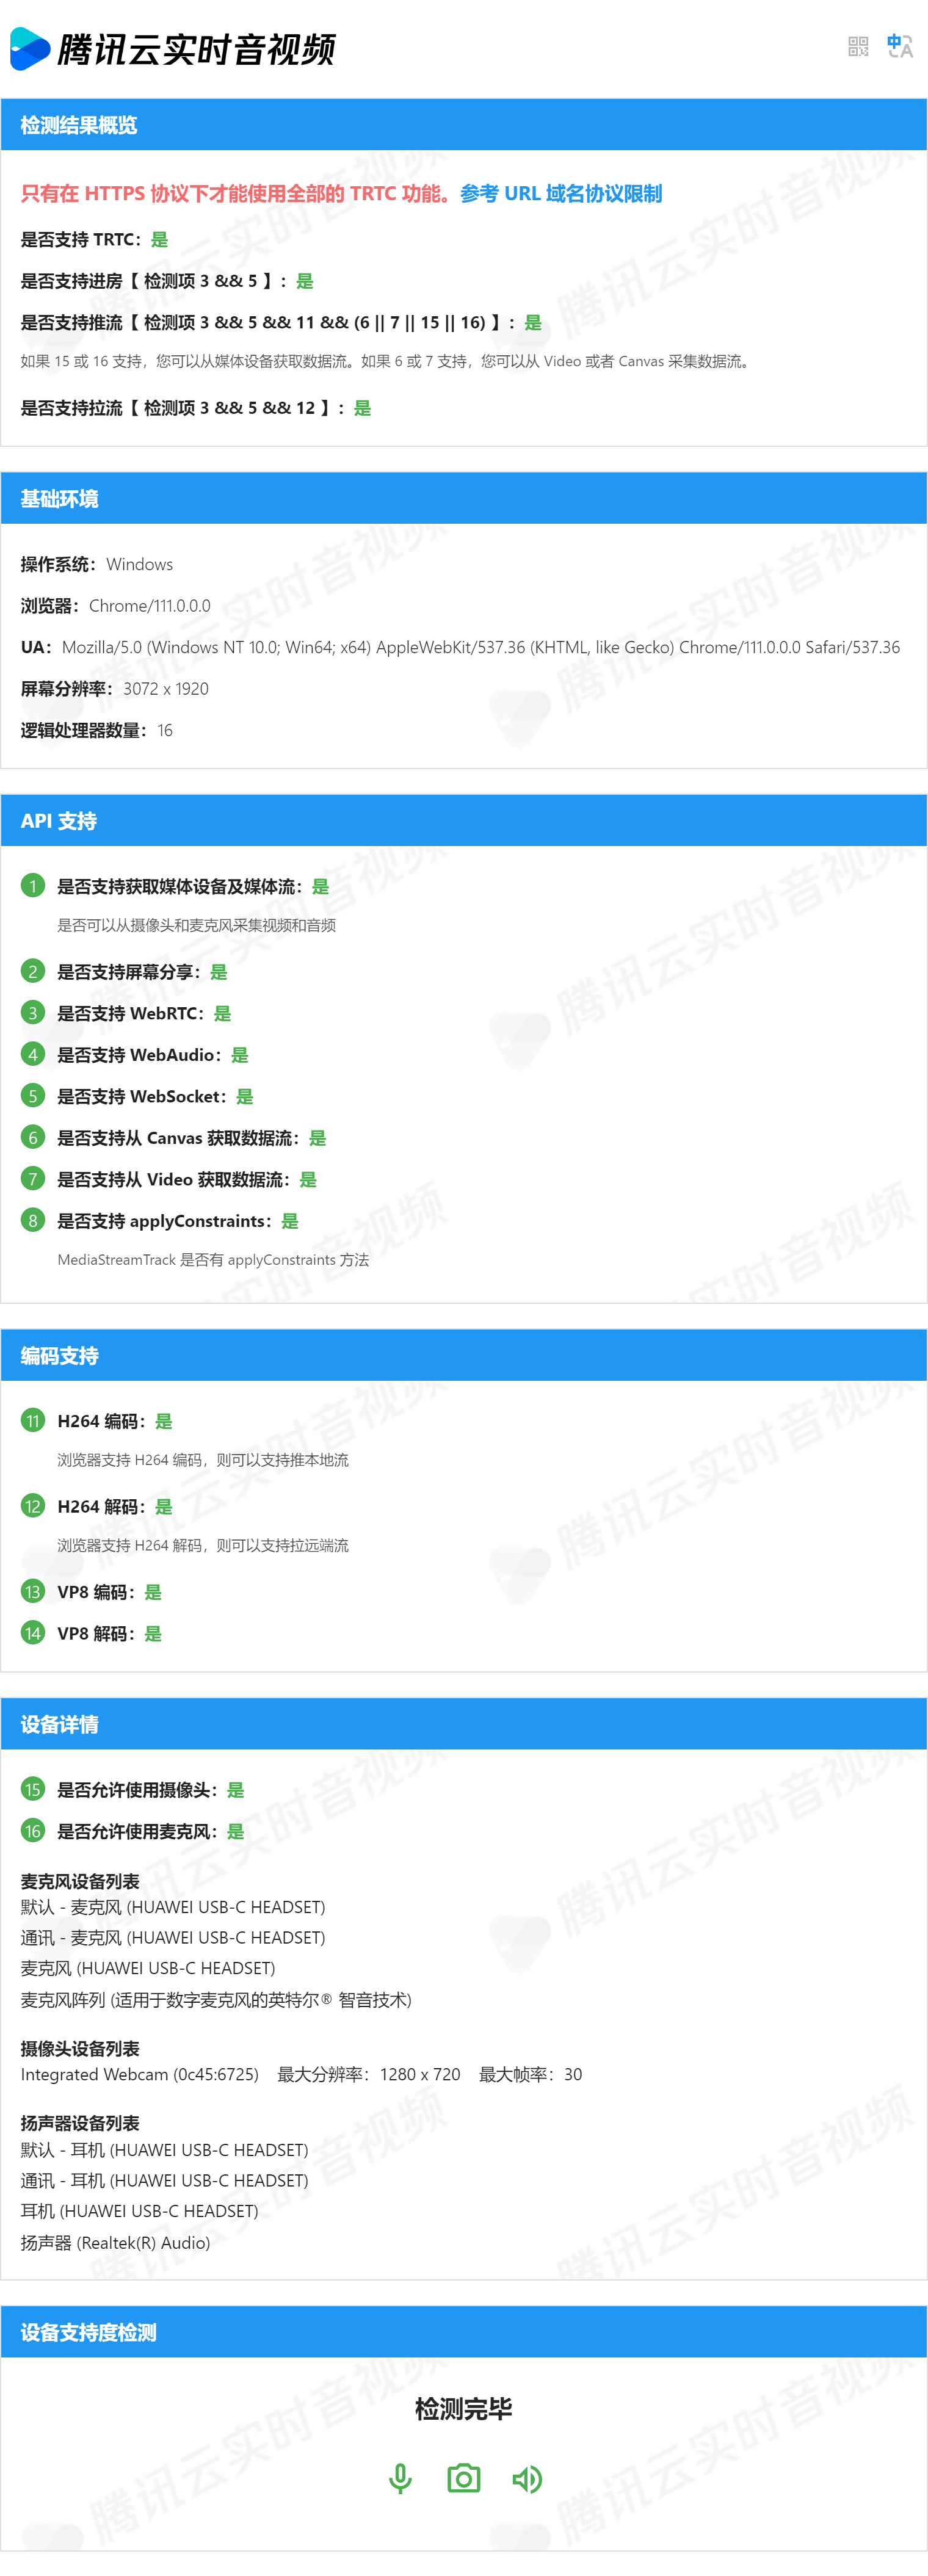 腾讯云实时音视频
中A
检测结果概览
只有在 HTTPS 协议下才能使用全部的 TRTC 功能。参考 URL 域名协议限制
是否支持 TRTC：是
是否支持进房【 检测项 3 && 5 】：是
是否支持推流【 检测项 3 && 5 && 11 && (6 || 7 || 15 || 16) 】：是
如果 15 或 16 支持，您可以从媒体设备获取数据流。如果 6 或 7 支持，您可以从 Video 或者 Canvas 采集数据流。
是否支持拉流【 检测项 3 && 5 && 12 】：是
基础环境
操作系统：Windows
浏览器：Chrome/111.0.0.0
UA：Mozilla/5.0 (Windows NT 10.0; Win64; x64) AppleWebKit/537.36 (KHTML, like Gecko) Chrome/111.0.0.0 Safari/537.36
屏幕分辨率：3072 x 1920
逻辑处理器数量：16
API 支持
1 是否支持获取媒体设备及媒体流：是
是否可以从摄像头和麦克风采集视频和音频
2 是否支持屏幕分享：是
3 是否支持 WebRTC：是
4 是否支持 WebAudio：是
5 是否支持 WebSocket：是
6 是否支持从 Canvas 获取数据流：是
7 是否支持从 Video 获取数据流：是
8 是否支持 applyConstraints：是
MediaStreamTrack 是否有 applyConstraints 方法
编码支持
11 H264 编码：是
浏览器支持 H264 编码，则可以支持推本地流
12 H264 解码：是
浏览器支持 H264 解码，则可以支持拉远端流
13 VP8 编码：是
14 VP8 解码：是
设备详情
15 是否允许使用摄像头：是
16 是否允许使用麦克风：是
麦克风设备列表
默认 - 麦克风 (HUAWEI USB-C HEADSET)
通讯 - 麦克风 (HUAWEI USB-C HEADSET)
麦克风 (HUAWEI USB-C HEADSET)
麦克风阵列 (适用于数字麦克风的英特尔® 智音技术)
摄像头设备列表
Integrated Webcam (0c45:6725) 最大分辨率：1280 x 720 最大帧率：30
扬声器设备列表
默认 - 耳机 (HUAWEI USB-C HEADSET)
通讯 - 耳机 (HUAWEI USB-C HEADSET)
耳机 (HUAWEI USB-C HEADSET)
扬声器 (Realtek(R) Audio)
设备支持度检测
检测完毕